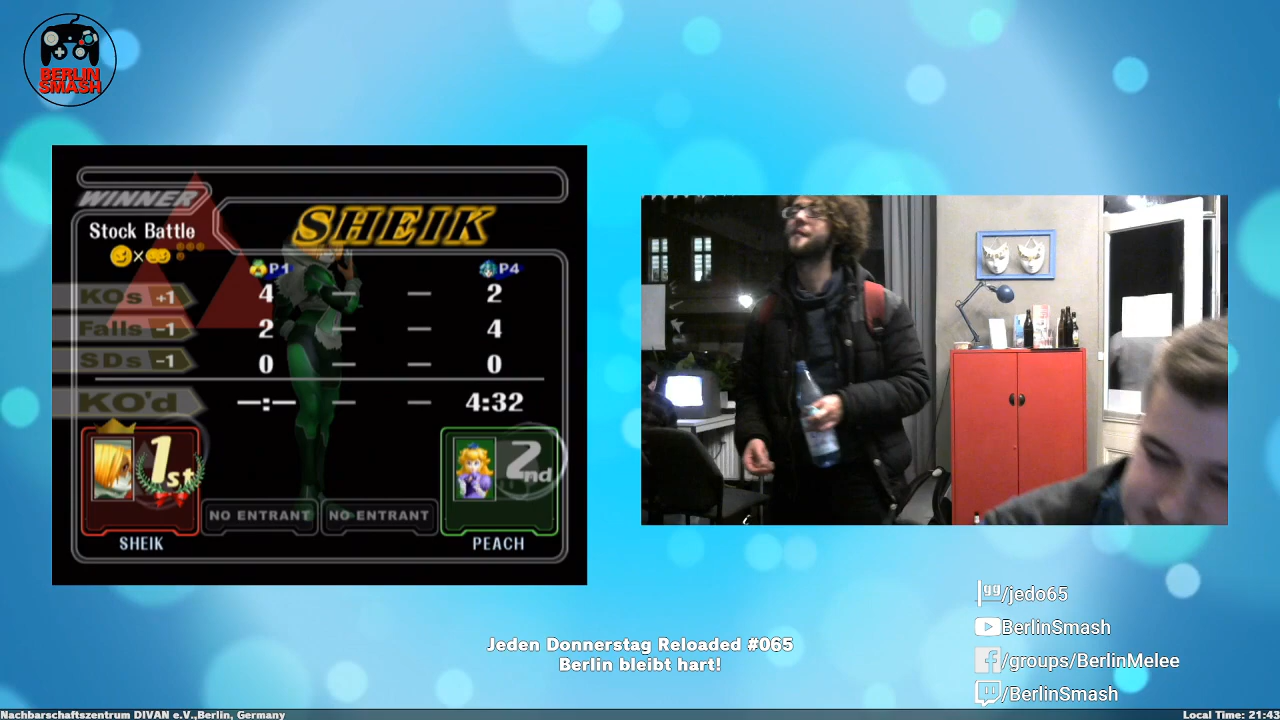 BERLIN
SMASH
WINNER
SHEIK
Stock Battle
P1
P4
KOs +1
4
2
Falls -1
2
4
SDs -1
0
0
KO'd
4:32
1st
NO ENTRANT
NO ENTRANT
2nd
SHEIK
PEACH
/jedo65
BerlinSmash
/groups/BerlinMelee
/BerlinSmash
Jeden Donnerstag Reloaded #065
Berlin bleibt hart!
Nachbarschaftszentrum DIVAN e.V.,Berlin, Germany
Local Time: 21:43